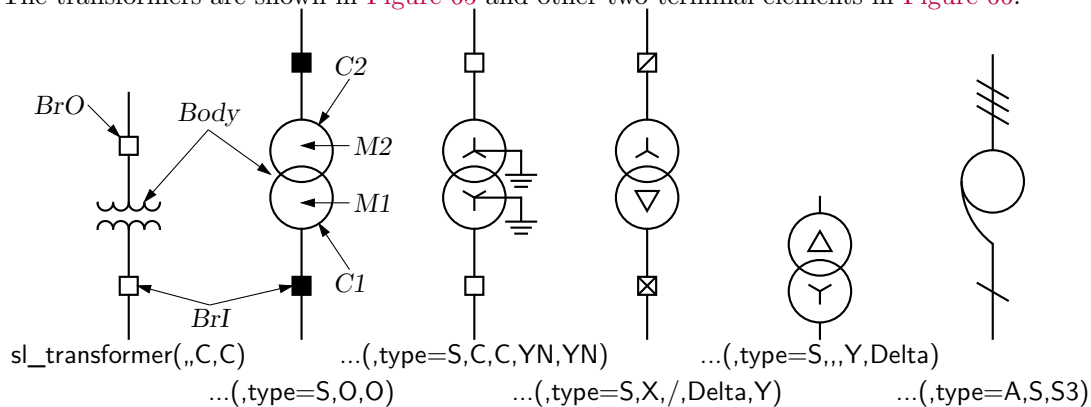 The transformers are shown in Figure 65 and other two-terminal elements in Figure 66.
C2
BrO
Body
M2
M1
C1
BrI
sl_transformer(,,C,C)
...(,type=S,C,C,YN,YN)
...(,type=S,,,Y,Delta)
...(,type=S,O,O)
...(,type=S,X,/,Delta,Y)
...(,type=A,S,S3)